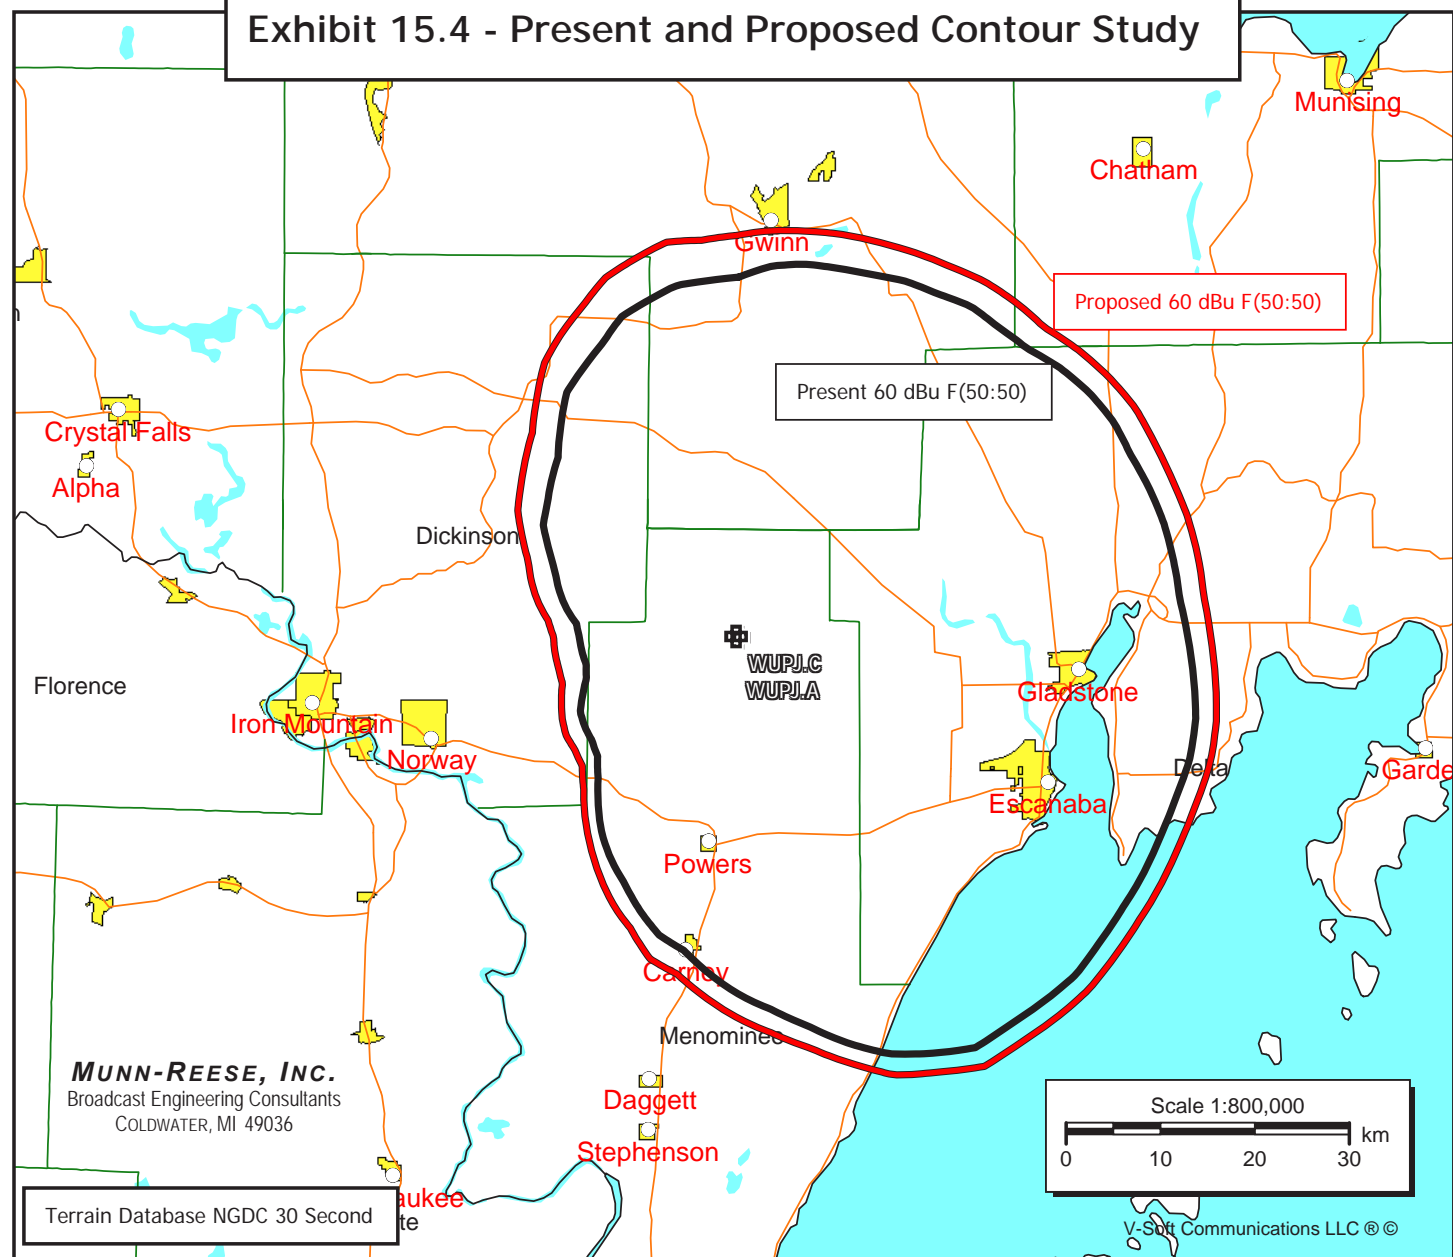 Exhibit 15.4 - Present and Proposed Contour Study
Munising
Chatham
Gwinn
Proposed 60 dBu F(50:50)
Present 60 dBu F(50:50)
Crystal Falls
Alpha
Dickinson
WUPJ.C
WUPJ.A
Florence
Gladstone
Iron Mountain
Norway
Delta
Garde
Escanaba
Powers
Carney
Menominee
MUNN-REESE, INC.
Broadcast Engineering Consultants
COLDWATER, MI 49036
Daggett
Stephenson
Scale 1:800,000
km
0 10 20 30
aukee
te
Terrain Database NGDC 30 Second
V-Soft Communications LLC ® ©